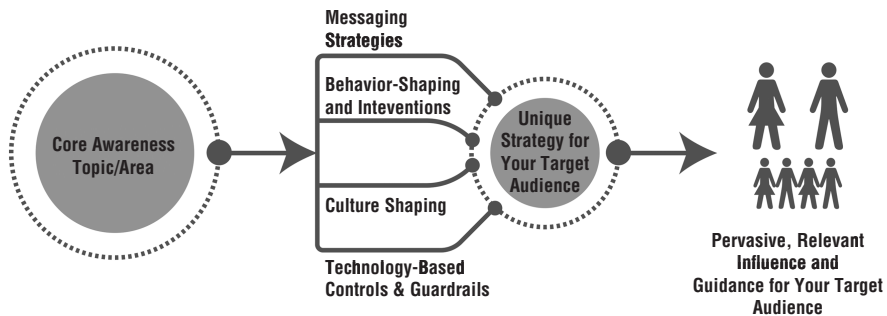 Messaging
Strategies
Behavior-Shaping
and Inteventions
Core Awareness
Topic/Area
Unique
Strategy for
Your Target
Audience
Culture Shaping
Technology-Based
Controls & Guardrails
Pervasive, Relevant
Influence and
Guidance for Your Target
Audience